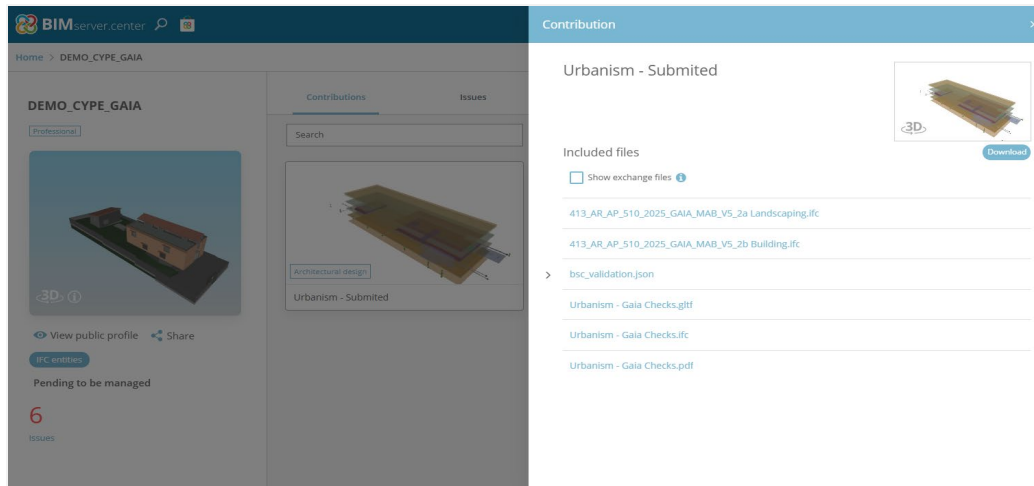 BIMserver.center
Home > DEMO_CYPE_GAIA
DEMO_CYPE_GAIA
Professional
3D
View public profile
Share
IFC entities
Pending to be managed
6
Issues
Contributions
Issues
Search
Architectural design
Urbanism - Submited
Contribution
Urbanism - Submited
3D
Download
Included files
Show exchange files
413_AR_AP_510_2025_GAIA_MAB_V5_2a Landscaping.ifc
413_AR_AP_510_2025_GAIA_MAB_V5_2b Building.ifc
bsc_validation.json
Urbanism - Gaia Checks.gltf
Urbanism - Gaia Checks.ifc
Urbanism - Gaia Checks.pdf